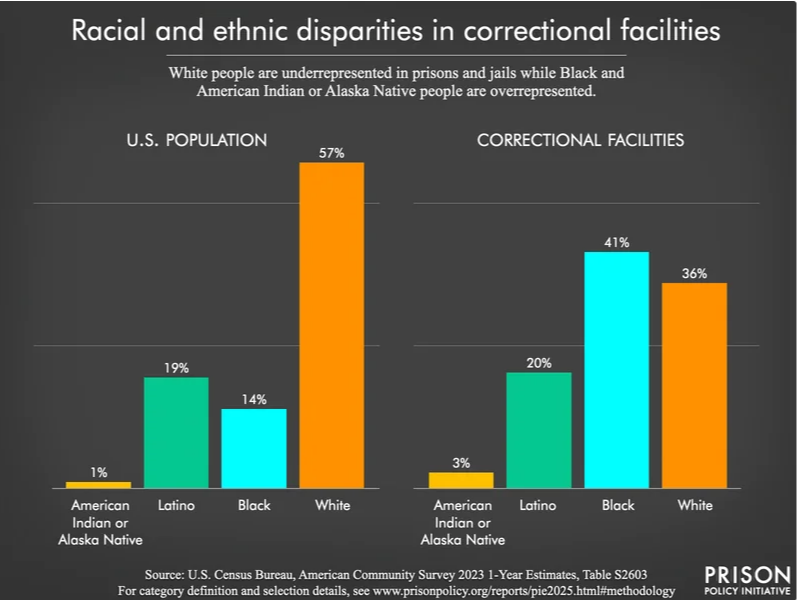 Racial and ethnic disparities in correctional facilities
White people are underrepresented in prisons and jails while Black and
American Indian or Alaska Native people are overrepresented.
U.S. POPULATION
57%
19%
14%
1%
American
Indian or
Alaska Native
Latino
Black
White
CORRECTIONAL FACILITIES
41%
36%
20%
3%
American
Indian or
Alaska Native
Latino
Black
White
Source: U.S. Census Bureau, American Community Survey 2023 1-Year Estimates, Table S2603
For category definition and selection details, see www.prisonpolicy.org/reports/pie2025.html#methodology
PRISON
POLICY INITIATIVE